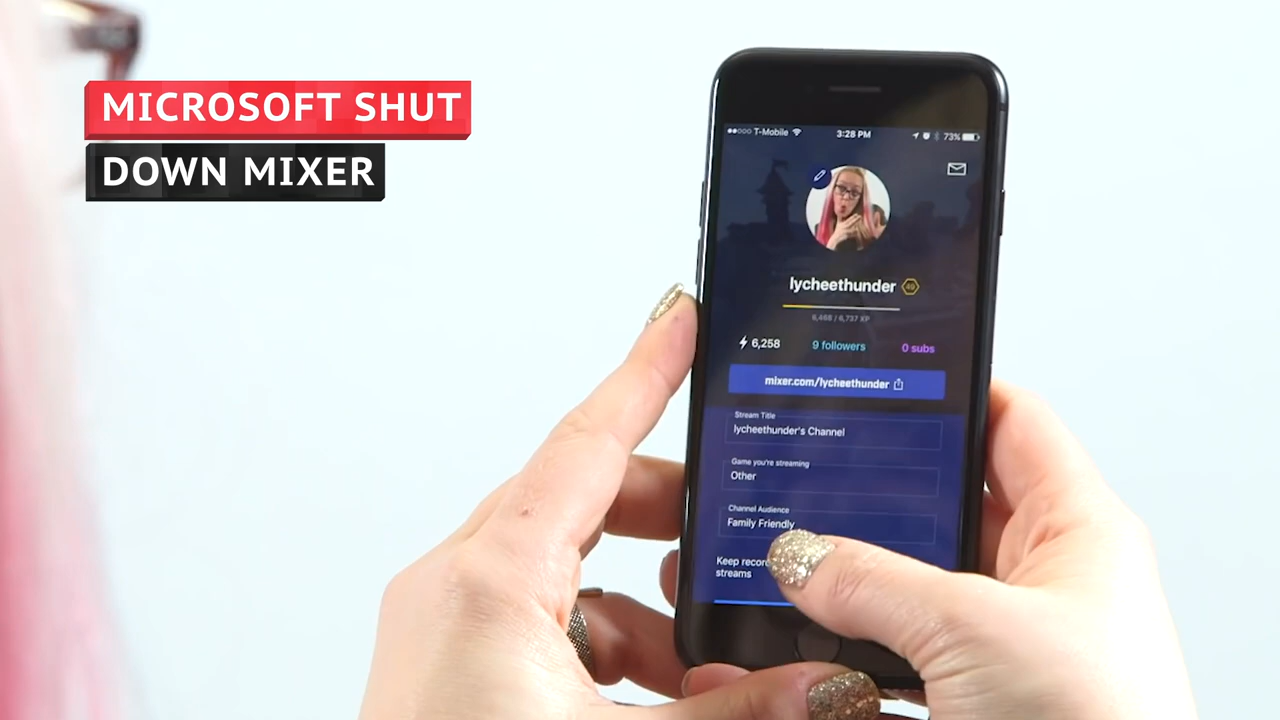 MICROSOFT SHUT
DOWN MIXER
T-Mobile 3:28 PM 73%
lycheethunder 49
6,468 / 6,737 XP
6,258 9 followers 0 subs
mixer.com/lycheethunder
Stream Title
lycheethunder's Channel
Game you're streaming
Other
Channel Audience
Family Friendly
Keep
streams